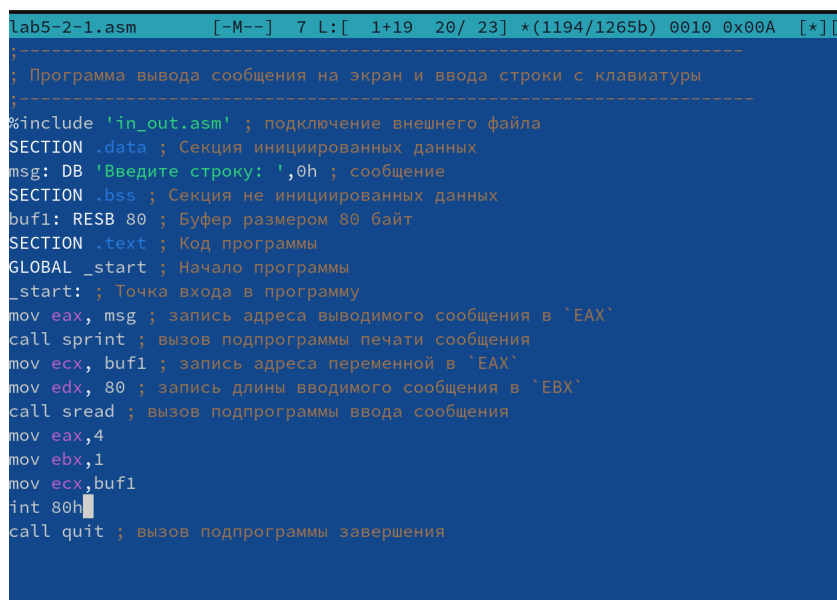 lab5-2-1.asm [-M--] 7 L:[ 1+19 20/ 23] *(1194/1265b) 0010 0x00A [*][
;--------------------------------------------------------------------
; Программа вывода сообщения на экран и ввода строки с клавиатуры
;---------------------------------------------------------------------
%include 'in_out.asm' ; подключение внешнего файла
SECTION .data ; Секция инициированных данных
msg: DB 'Введите строку: ',0h ; сообщение
SECTION .bss ; Секция не инициированных данных
buf1: RESB 80 ; Буфер размером 80 байт
SECTION .text ; Код программы
GLOBAL _start ; Начало программы
_start: ; Точка входа в программу
mov eax, msg ; запись адреса выводимого сообщения в `EAX`
call sprint ; вызов подпрограммы печати сообщения
mov ecx, buf1 ; запись адреса переменной в `EAX`
mov edx, 80 ; запись длины вводимого сообщения в `EBX`
call sread ; вызов подпрограммы ввода сообщения
mov eax,4
mov ebx,1
mov ecx,buf1
int 80h
call quit ; вызов подпрограммы завершения